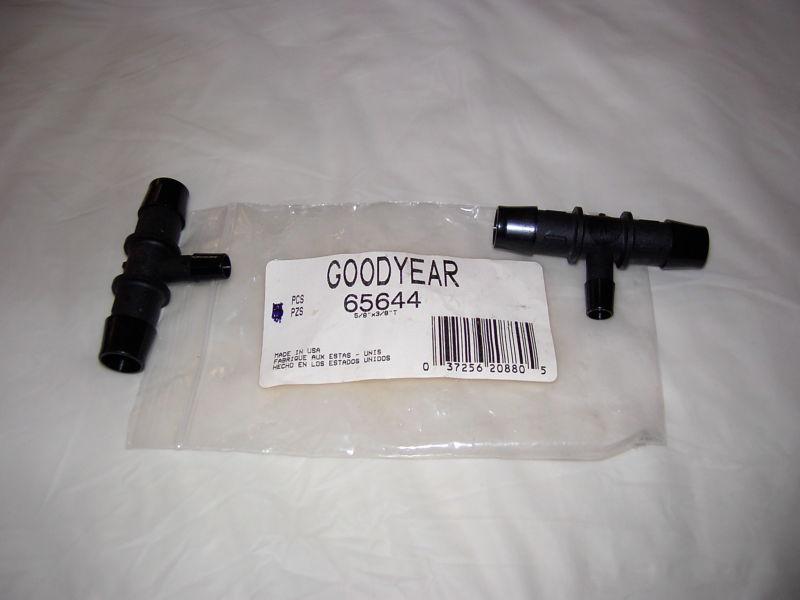 GOODYEAR
PCS
PZS
65644
5/8"x3/8"T
MADE IN USA
FABRIQUE AUX ESTAS - UNIS
HECHO EN LOS ESTADOS UNIDOS
0 37256 20880 5